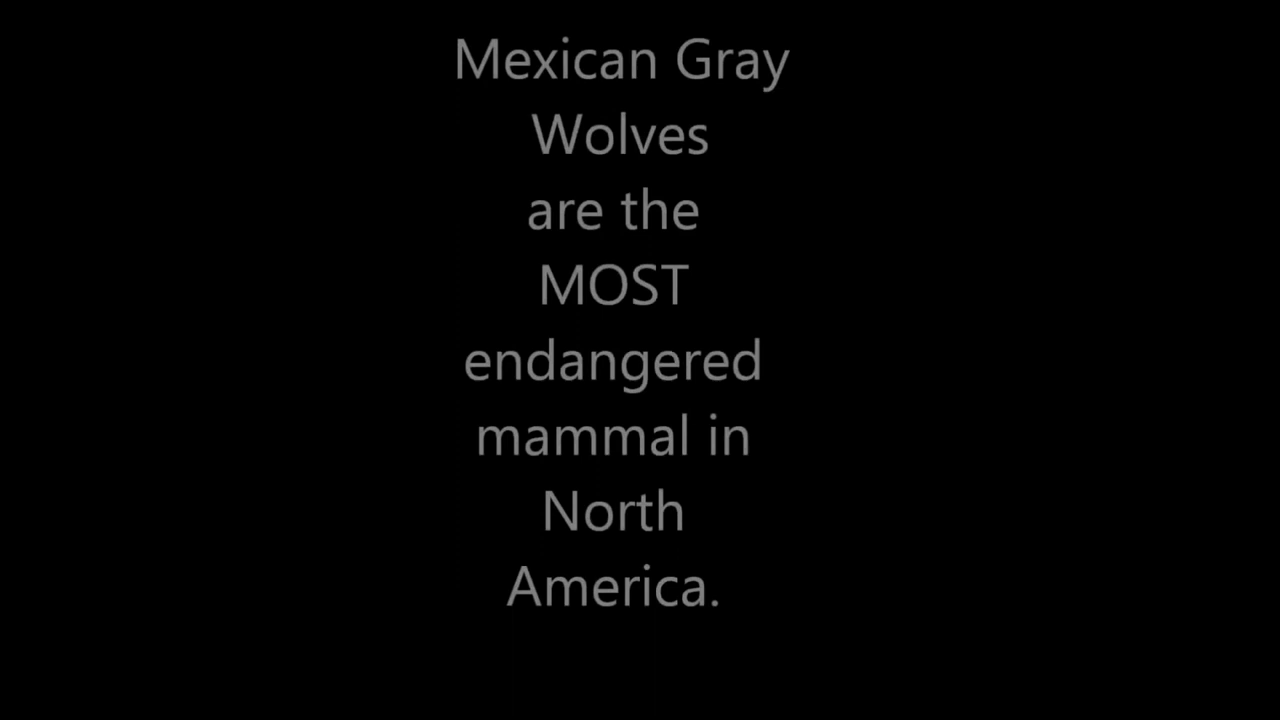 Mexican Gray
Wolves
are the
MOST
endangered
mammal in
North
America.